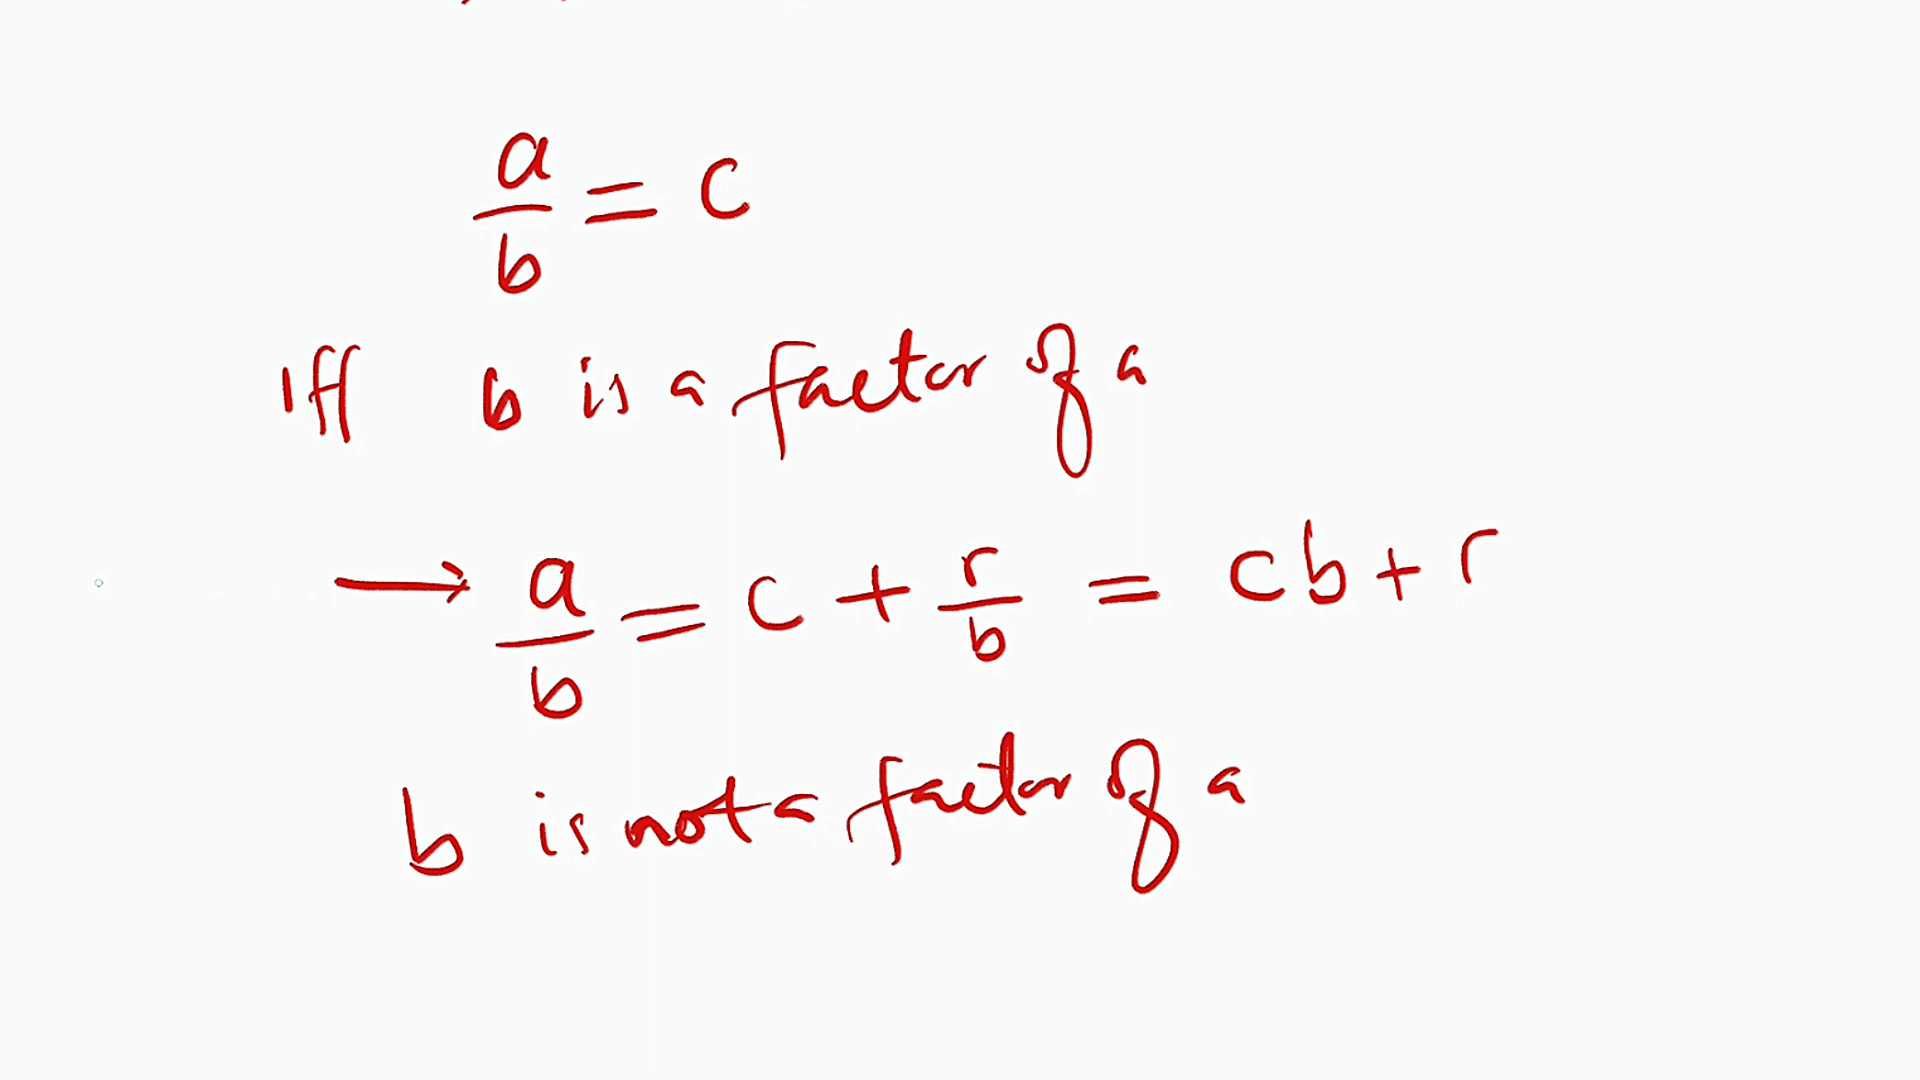 a/b = c
iff b is a factor of a
→ a/b = c + r/b = cb + r
b is not a factor of a